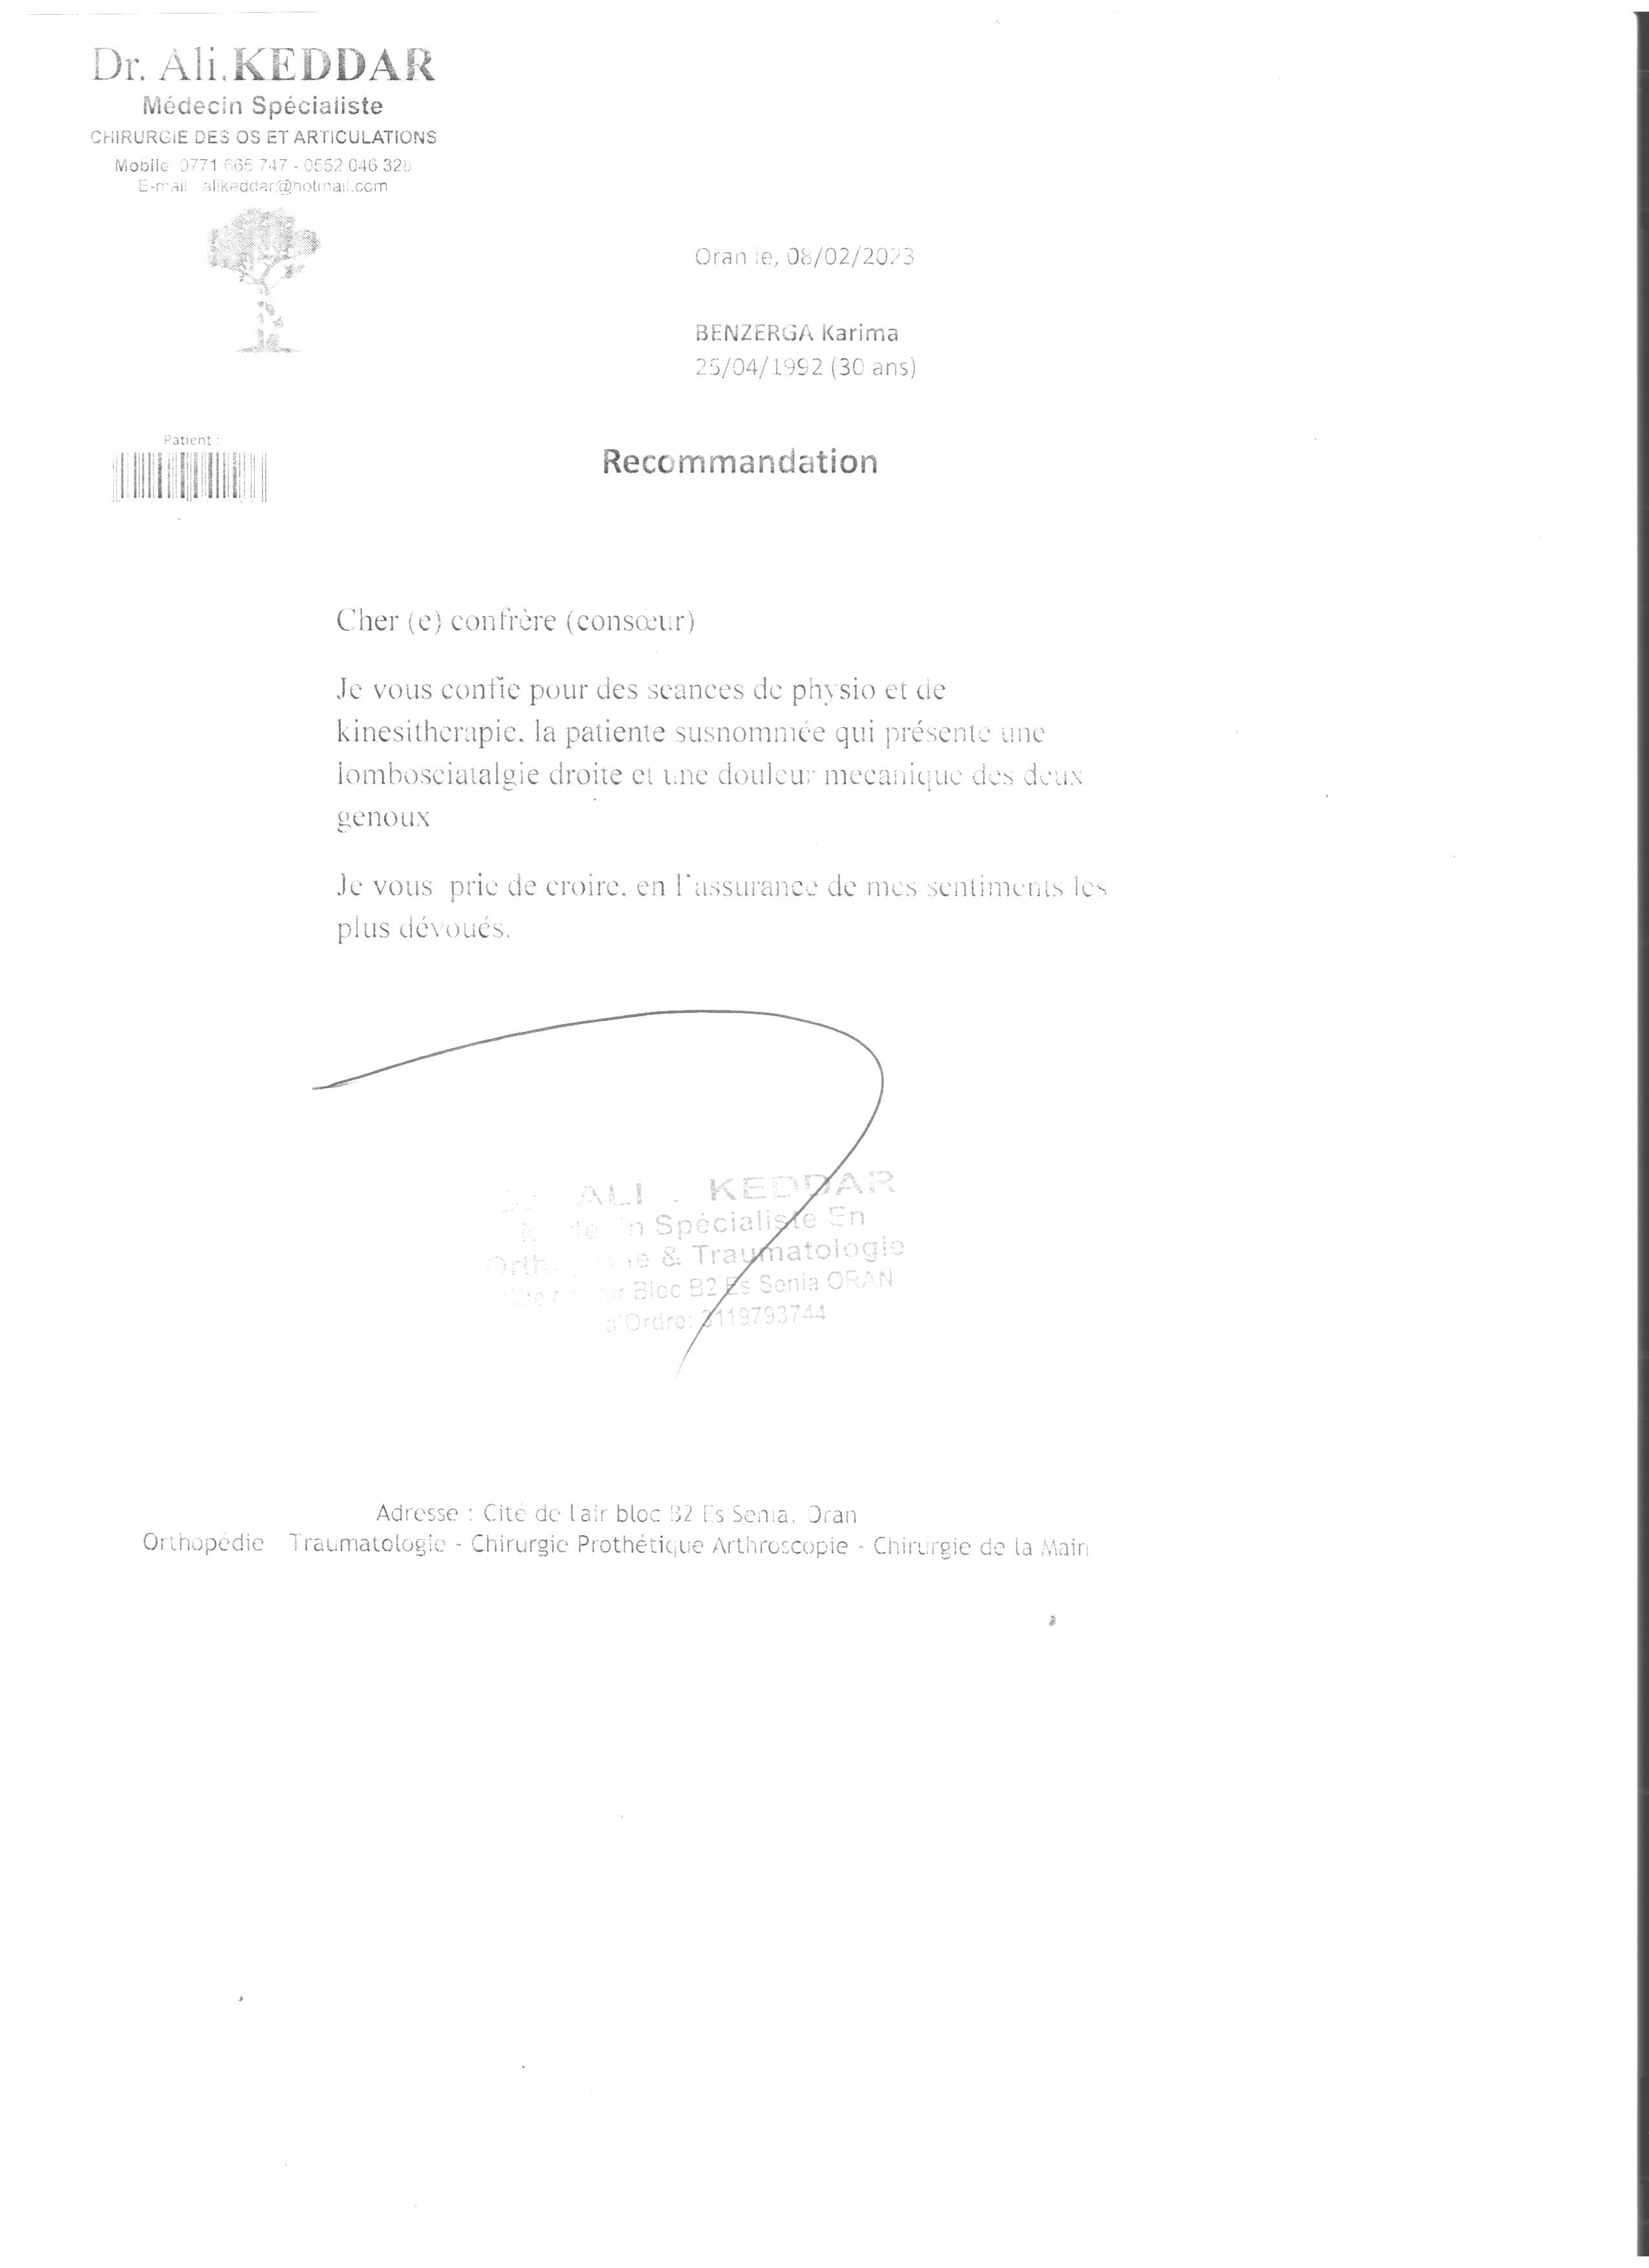 Dr. Ali.KEDDAR
Médecin Spécialiste
CHIRURGIE DES OS ET ARTICULATIONS
Mobile 0771 665 747 - 0552 046 328
E-mail alikeddar@hotmail.com
Oran le, 08/02/2023
BENZERGA Karima
25/04/1992 (30 ans)
Patient :
Recommandation
Cher (e) confrère (consœur)
Je vous confie pour des seances de physio et de
kinesitherapie, la patiente susnommée qui présente une
lombosciatalgie droite et une douleur mecanique des deux
genoux
Je vous prie de croire, en l'assurance de mes sentiments les
plus dévoués.
ALI . KEDDAR
Spécialiste En
& Traumatologie
Bloc B2 Es Senia ORAN
d'Ordre: 3119793744
Adresse : Cité de l'air bloc B2 Es Senia, Oran
Orthopédie Traumatologie - Chirurgie Prothétique Arthroscopie - Chirurgie de la Main